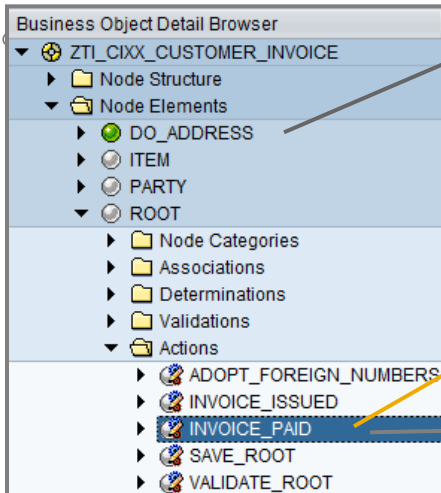 Business Object Detail Browser
ZTI_CIXX_CUSTOMER_INVOICE
Node Structure
Node Elements
DO_ADDRESS
ITEM
PARTY
ROOT
Node Categories
Associations
Determinations
Validations
Actions
ADOPT_FOREIGN_NUMBERS
INVOICE_ISSUED
INVOICE_PAID
SAVE_ROOT
VALIDATE_ROOT